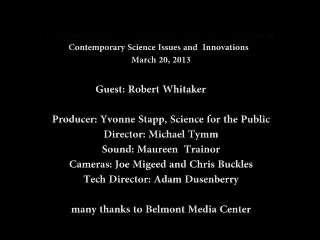 Contemporary Science Issues and Innovations
March 20, 2013
Guest: Robert Whitaker
Producer: Yvonne Stapp, Science for the Public
Director: Michael Tymm
Sound: Maureen Trainor
Cameras: Joe Migeed and Chris Buckles
Tech Director: Adam Dusenberry
many thanks to Belmont Media Center